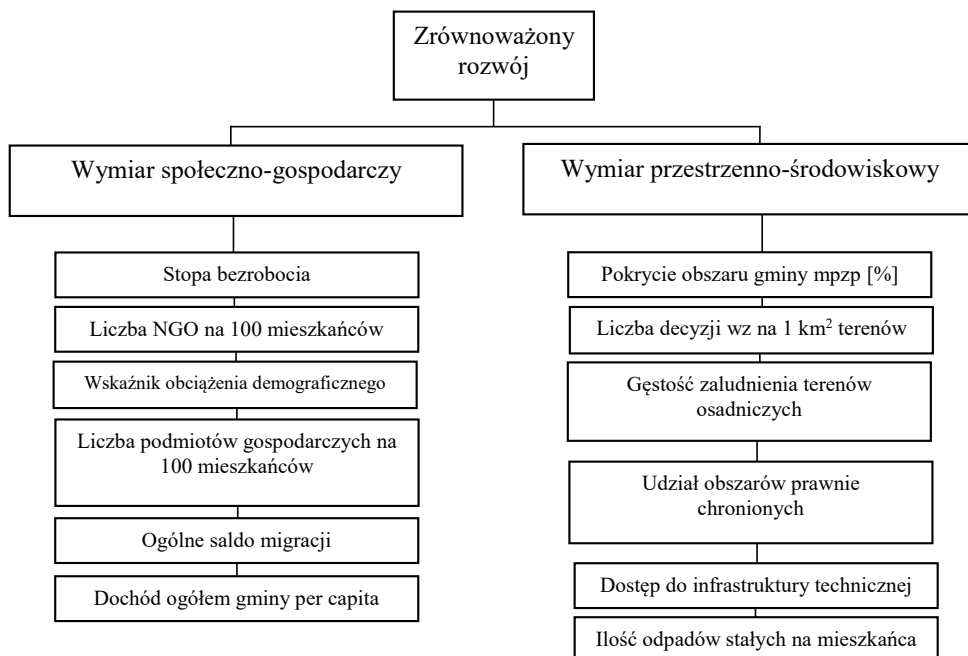 Zrównoważony
rozwój
Wymiar społeczno-gospodarczy
Stopa bezrobocia
Liczba NGO na 100 mieszkańców
Wskaźnik obciążenia demograficznego
Liczba podmiotów gospodarczych na
100 mieszkańców
Ogólne saldo migracji
Dochód ogółem gminy per capita
Wymiar przestrzenno-środowiskowy
Pokrycie obszaru gminy mpzp [%]
Liczba decyzji wz na 1 km² terenów
Gęstość zaludnienia terenów
osadniczych
Udział obszarów prawnie
chronionych
Dostęp do infrastruktury technicznej
Ilość odpadów stałych na mieszkańca